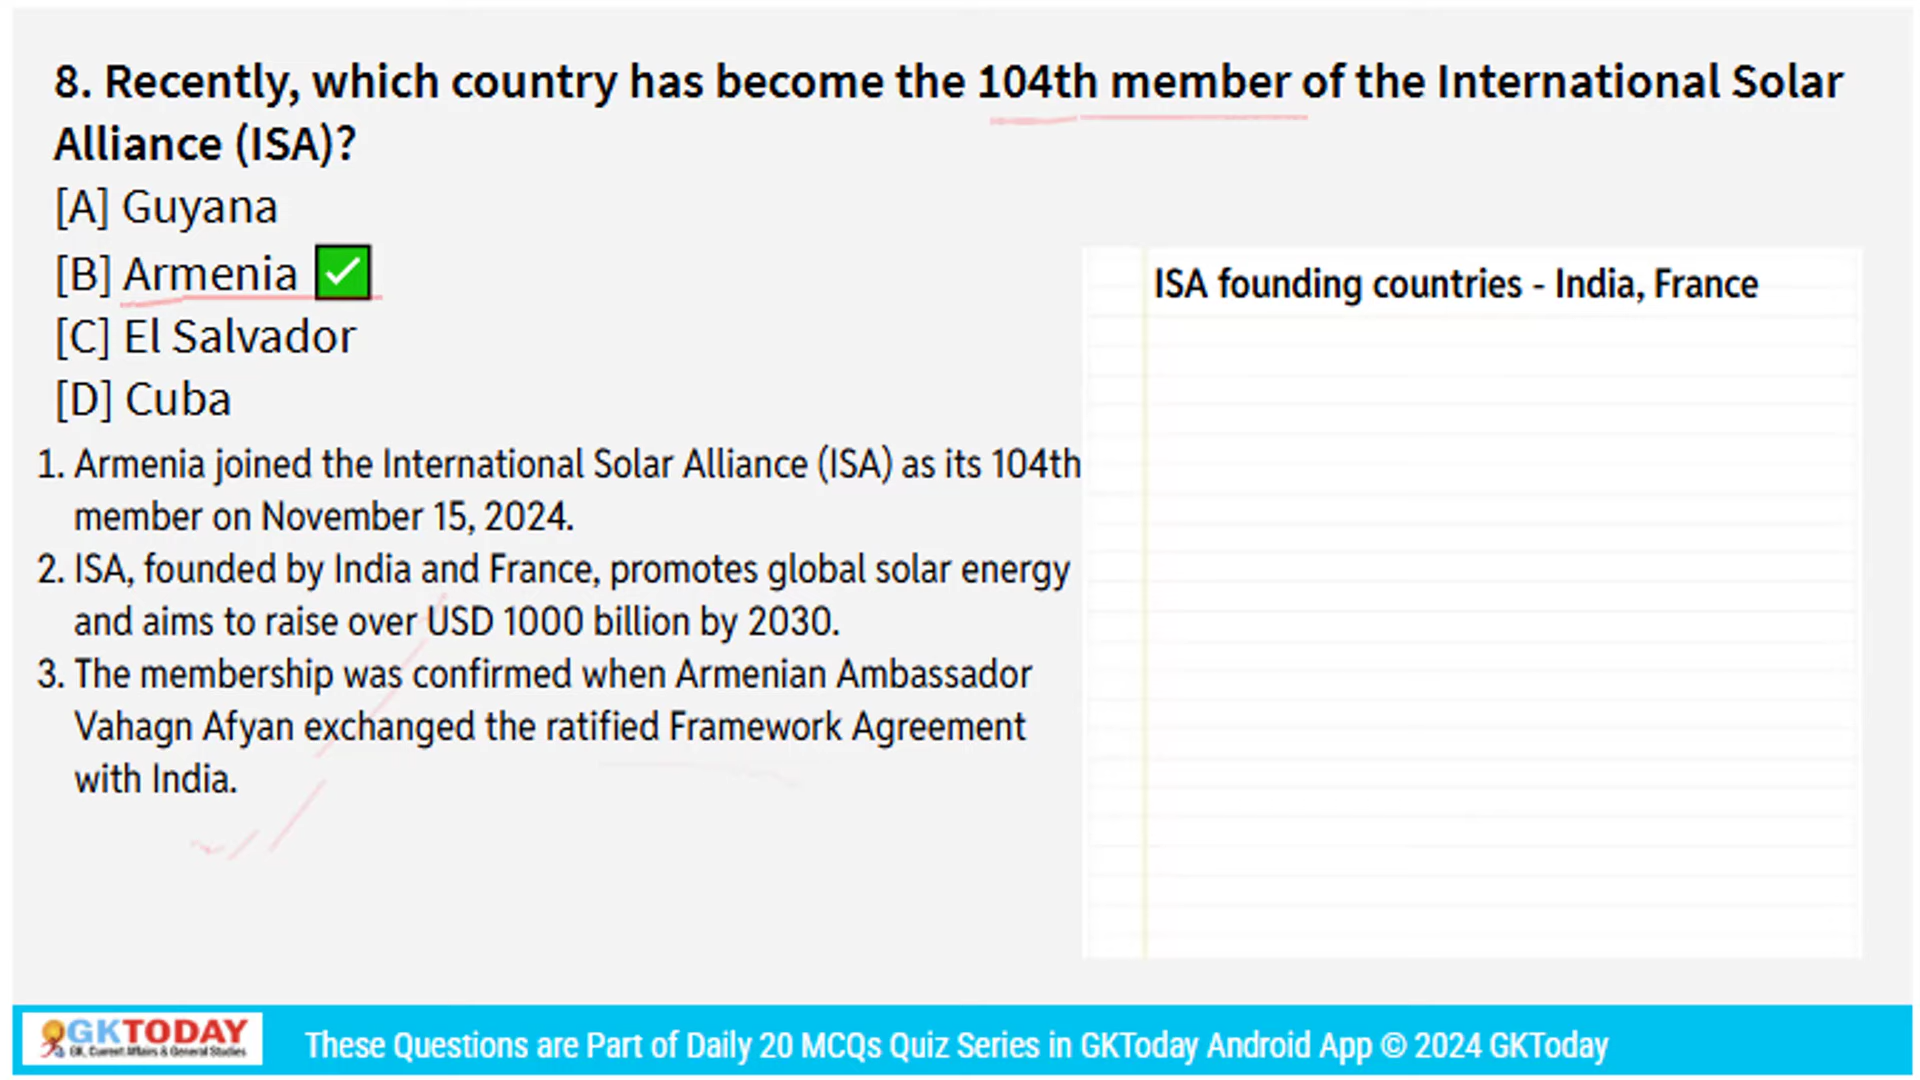 8. Recently, which country has become the 104th member of the International Solar
Alliance (ISA)?
[A] Guyana
[B] Armenia
[C] El Salvador
[D] Cuba
1. Armenia joined the International Solar Alliance (ISA) as its 104th
member on November 15, 2024.
2. ISA, founded by India and France, promotes global solar energy
and aims to raise over USD 1000 billion by 2030.
3. The membership was confirmed when Armenian Ambassador
Vahagn Afyan exchanged the ratified Framework Agreement
with India.
ISA founding countries - India, France
GKTODAY
GK, Current Affairs & General Studies
These Questions are Part of Daily 20 MCQs Quiz Series in GKToday Android App © 2024 GKToday